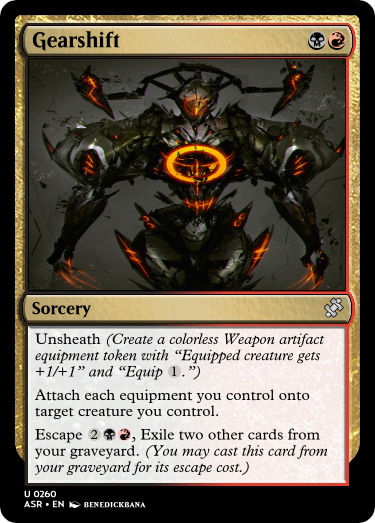 Gearshift
Sorcery
Unsheath (Create a colorless Weapon artifact
equipment token with “Equipped creature gets
+1/+1” and “Equip 1.”)
Attach each equipment you control onto
target creature you control.
Escape 2, Exile two other cards from
your graveyard. (You may cast this card from
your graveyard for its escape cost.)
U 0260
ASR • EN BENEDICKBANA